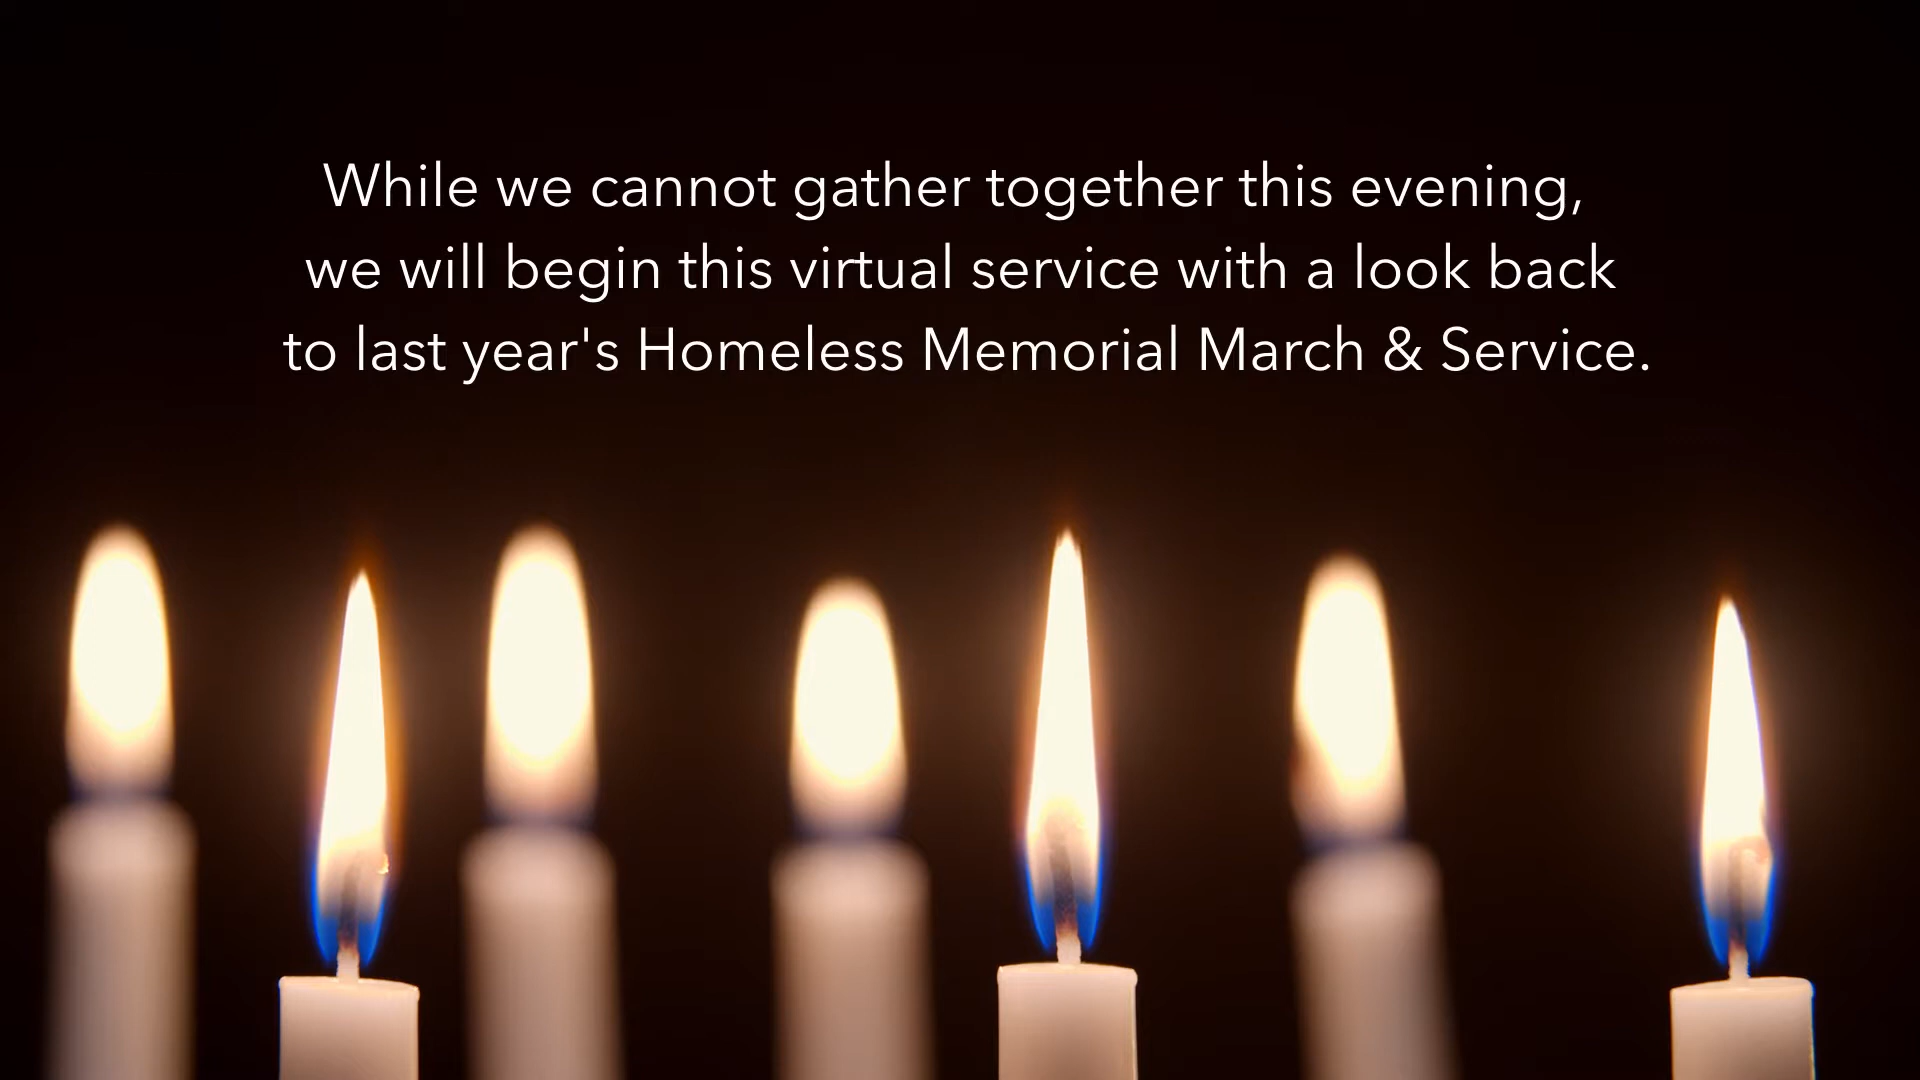 While we cannot gather together this evening,
we will begin this virtual service with a look back
to last year's Homeless Memorial March & Service.